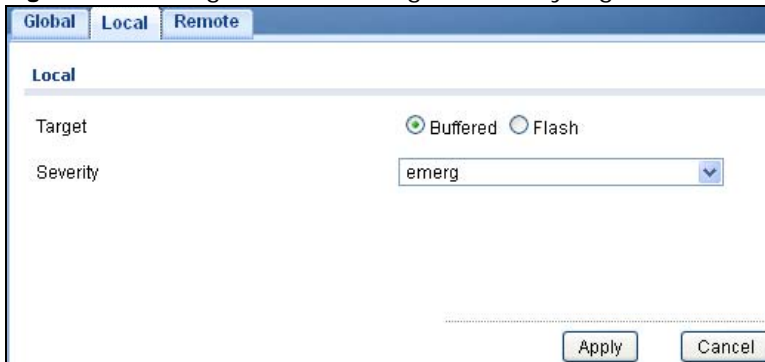 Global Local Remote
Local
Target Buffered Flash
Severity emerg
Apply Cancel